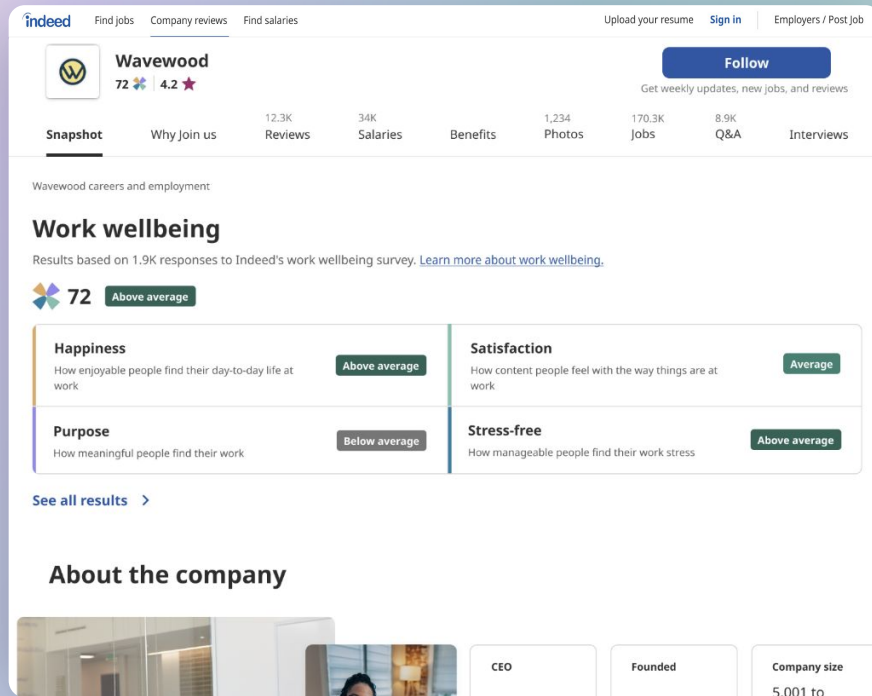 indeed
Find jobs
Company reviews
Find salaries
Upload your resume
Sign in
Employers / Post Job
Wavewood
72
4.2
Follow
Get weekly updates, new jobs, and reviews
Snapshot
Why Join us
12.3K
Reviews
34K
Salaries
Benefits
1,234
Photos
170.3K
Jobs
8.9K
Q&A
Interviews
Wavewood careers and employment
Work wellbeing
Results based on 1.9K responses to Indeed's work wellbeing survey. Learn more about work wellbeing.
72
Above average
Happiness
How enjoyable people find their day-to-day life at
work
Above average
Satisfaction
How content people feel with the way things are at
work
Average
Purpose
How meaningful people find their work
Below average
Stress-free
How manageable people find their work stress
Above average
See all results
About the company
CEO
Founded
Company size
5,001 to